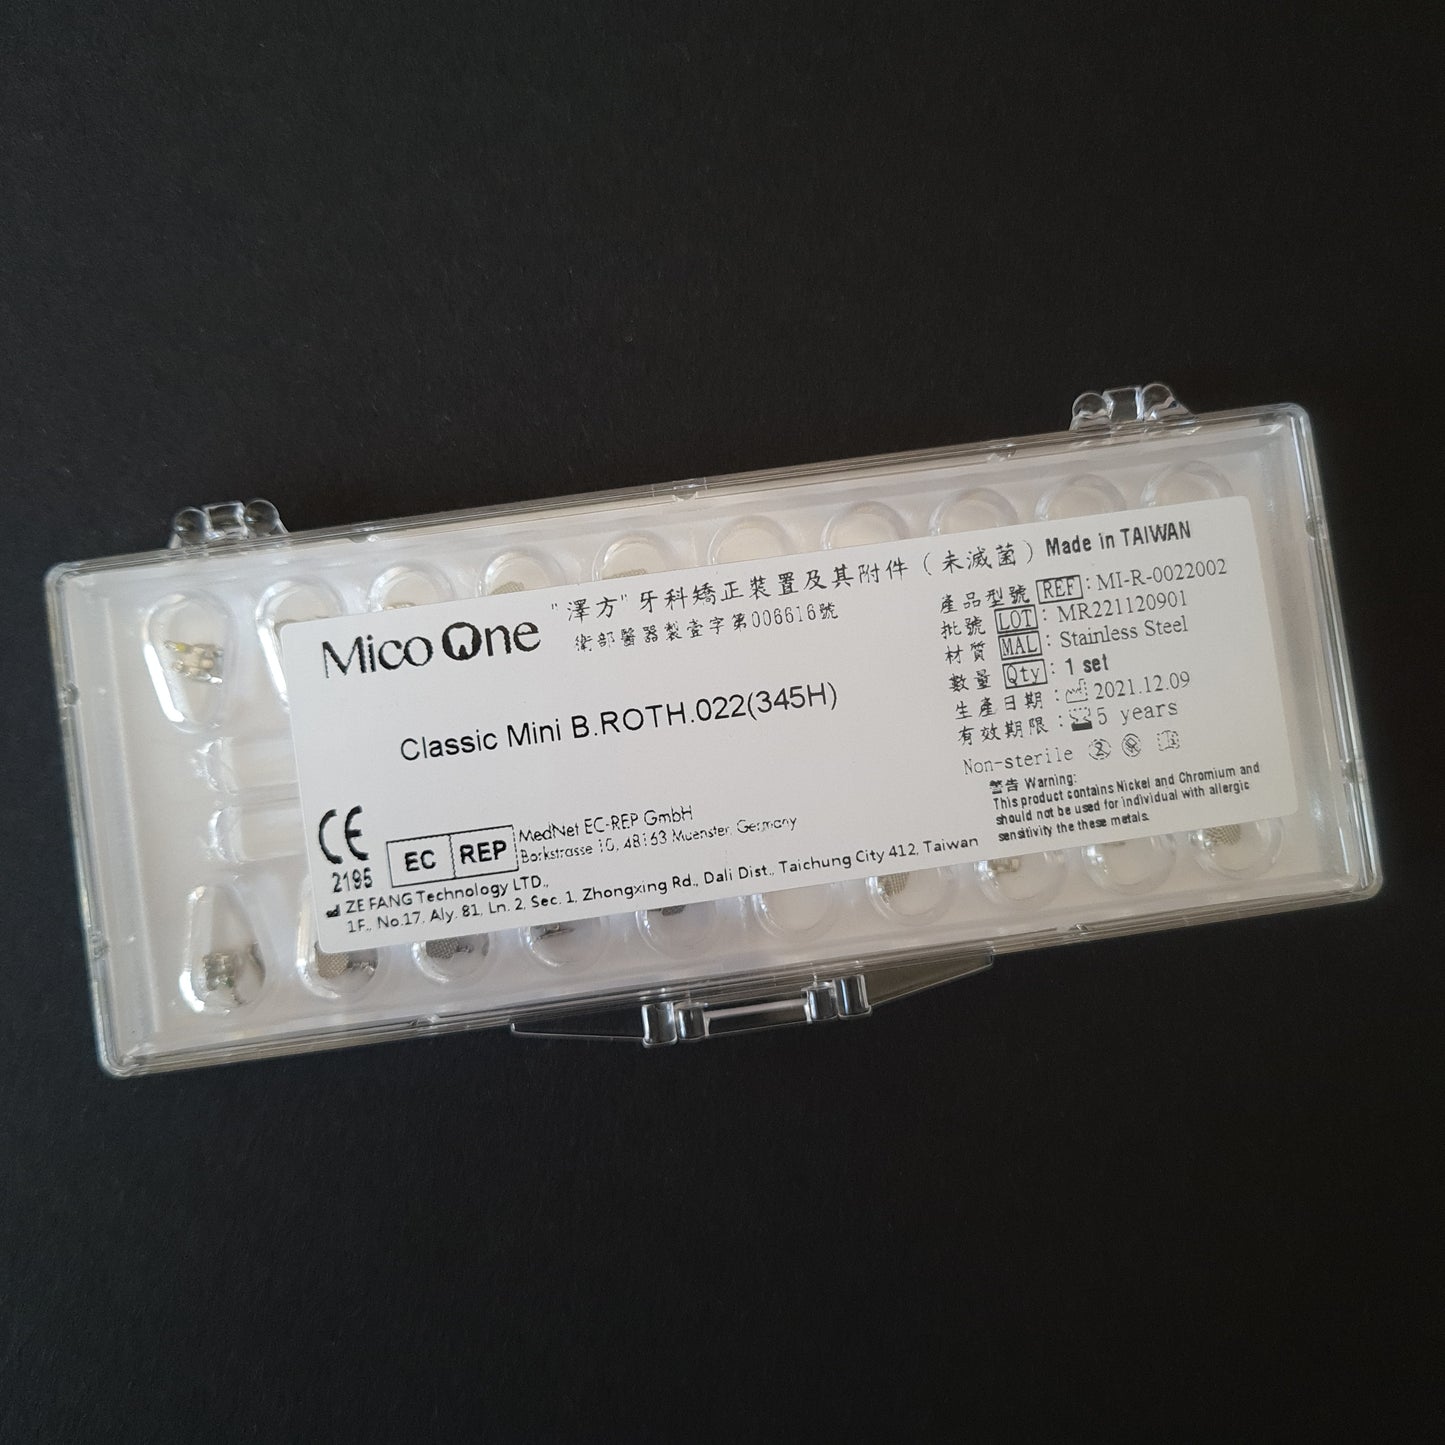 Mico One
"澤方"牙科矯正裝置及其附件(未滅菌)
衛部醫器製壹字第006616號
Classic Mini B.ROTH.022(345H)
Made in TAIWAN
產品型號 REF : MI-R-0022002
批號 LOT : MR221120901
材質 MAL : Stainless Steel
數量 Qty : 1 set
生產日期 : 2021.12.09
有效期限 : 5 years
Non-sterile
警告 Warning:
This product contains Nickel and Chromium and
should not be used for individual with allergic
sensitivity the these metals.
CE
2195
EC REP
MedNet EC-REP GmbH
Borkstrasse 10, 48163 Muenster, Germany
ZE FANG Technology LTD.,
1F., No.17, Aly. 81, Ln. 2, Sec. 1, Zhongxing Rd., Dali Dist., Taichung City 412, Taiwan